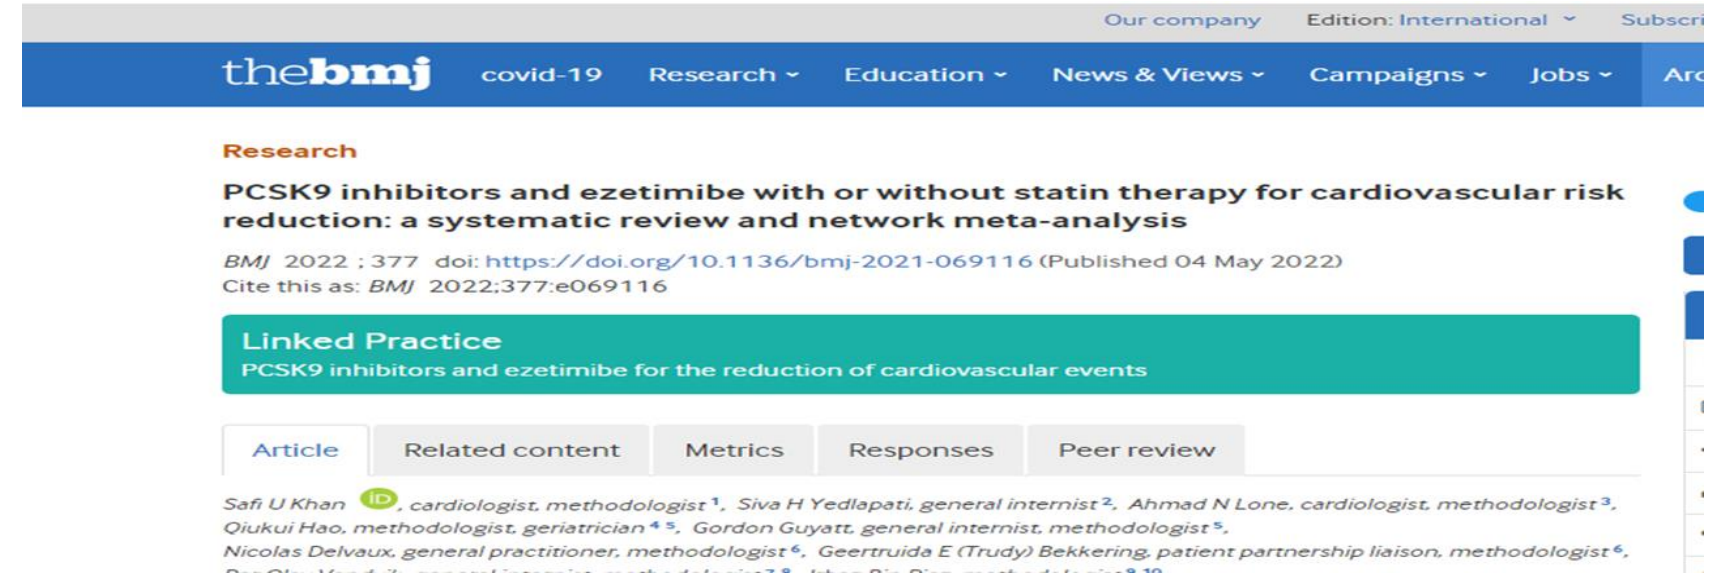 Our company Edition: International
thebmj covid-19 Research Education News & Views Campaigns Jobs
Research
PCSK9 inhibitors and ezetimibe with or without statin therapy for cardiovascular risk
reduction: a systematic review and network meta-analysis
BMJ 2022 ; 377 doi: https://doi.org/10.1136/bmj-2021-069116 (Published 04 May 2022)
Cite this as: BMJ 2022;377:e069116
Linked Practice
PCSK9 inhibitors and ezetimibe for the reduction of cardiovascular events
Article Related content Metrics Responses Peer review
Safi U Khan iD, cardiologist, methodologist 1, Siva H Yedlapati, general internist 2, Ahmad N Lone, cardiologist, methodologist 3,
Qiukui Hao, methodologist, geriatrician 4 5, Gordon Guyatt, general internist, methodologist 5,
Nicolas Delvaux, general practitioner, methodologist 6, Geertruida E (Trudy) Bekkering, patient partnership liaison, methodologist 6,